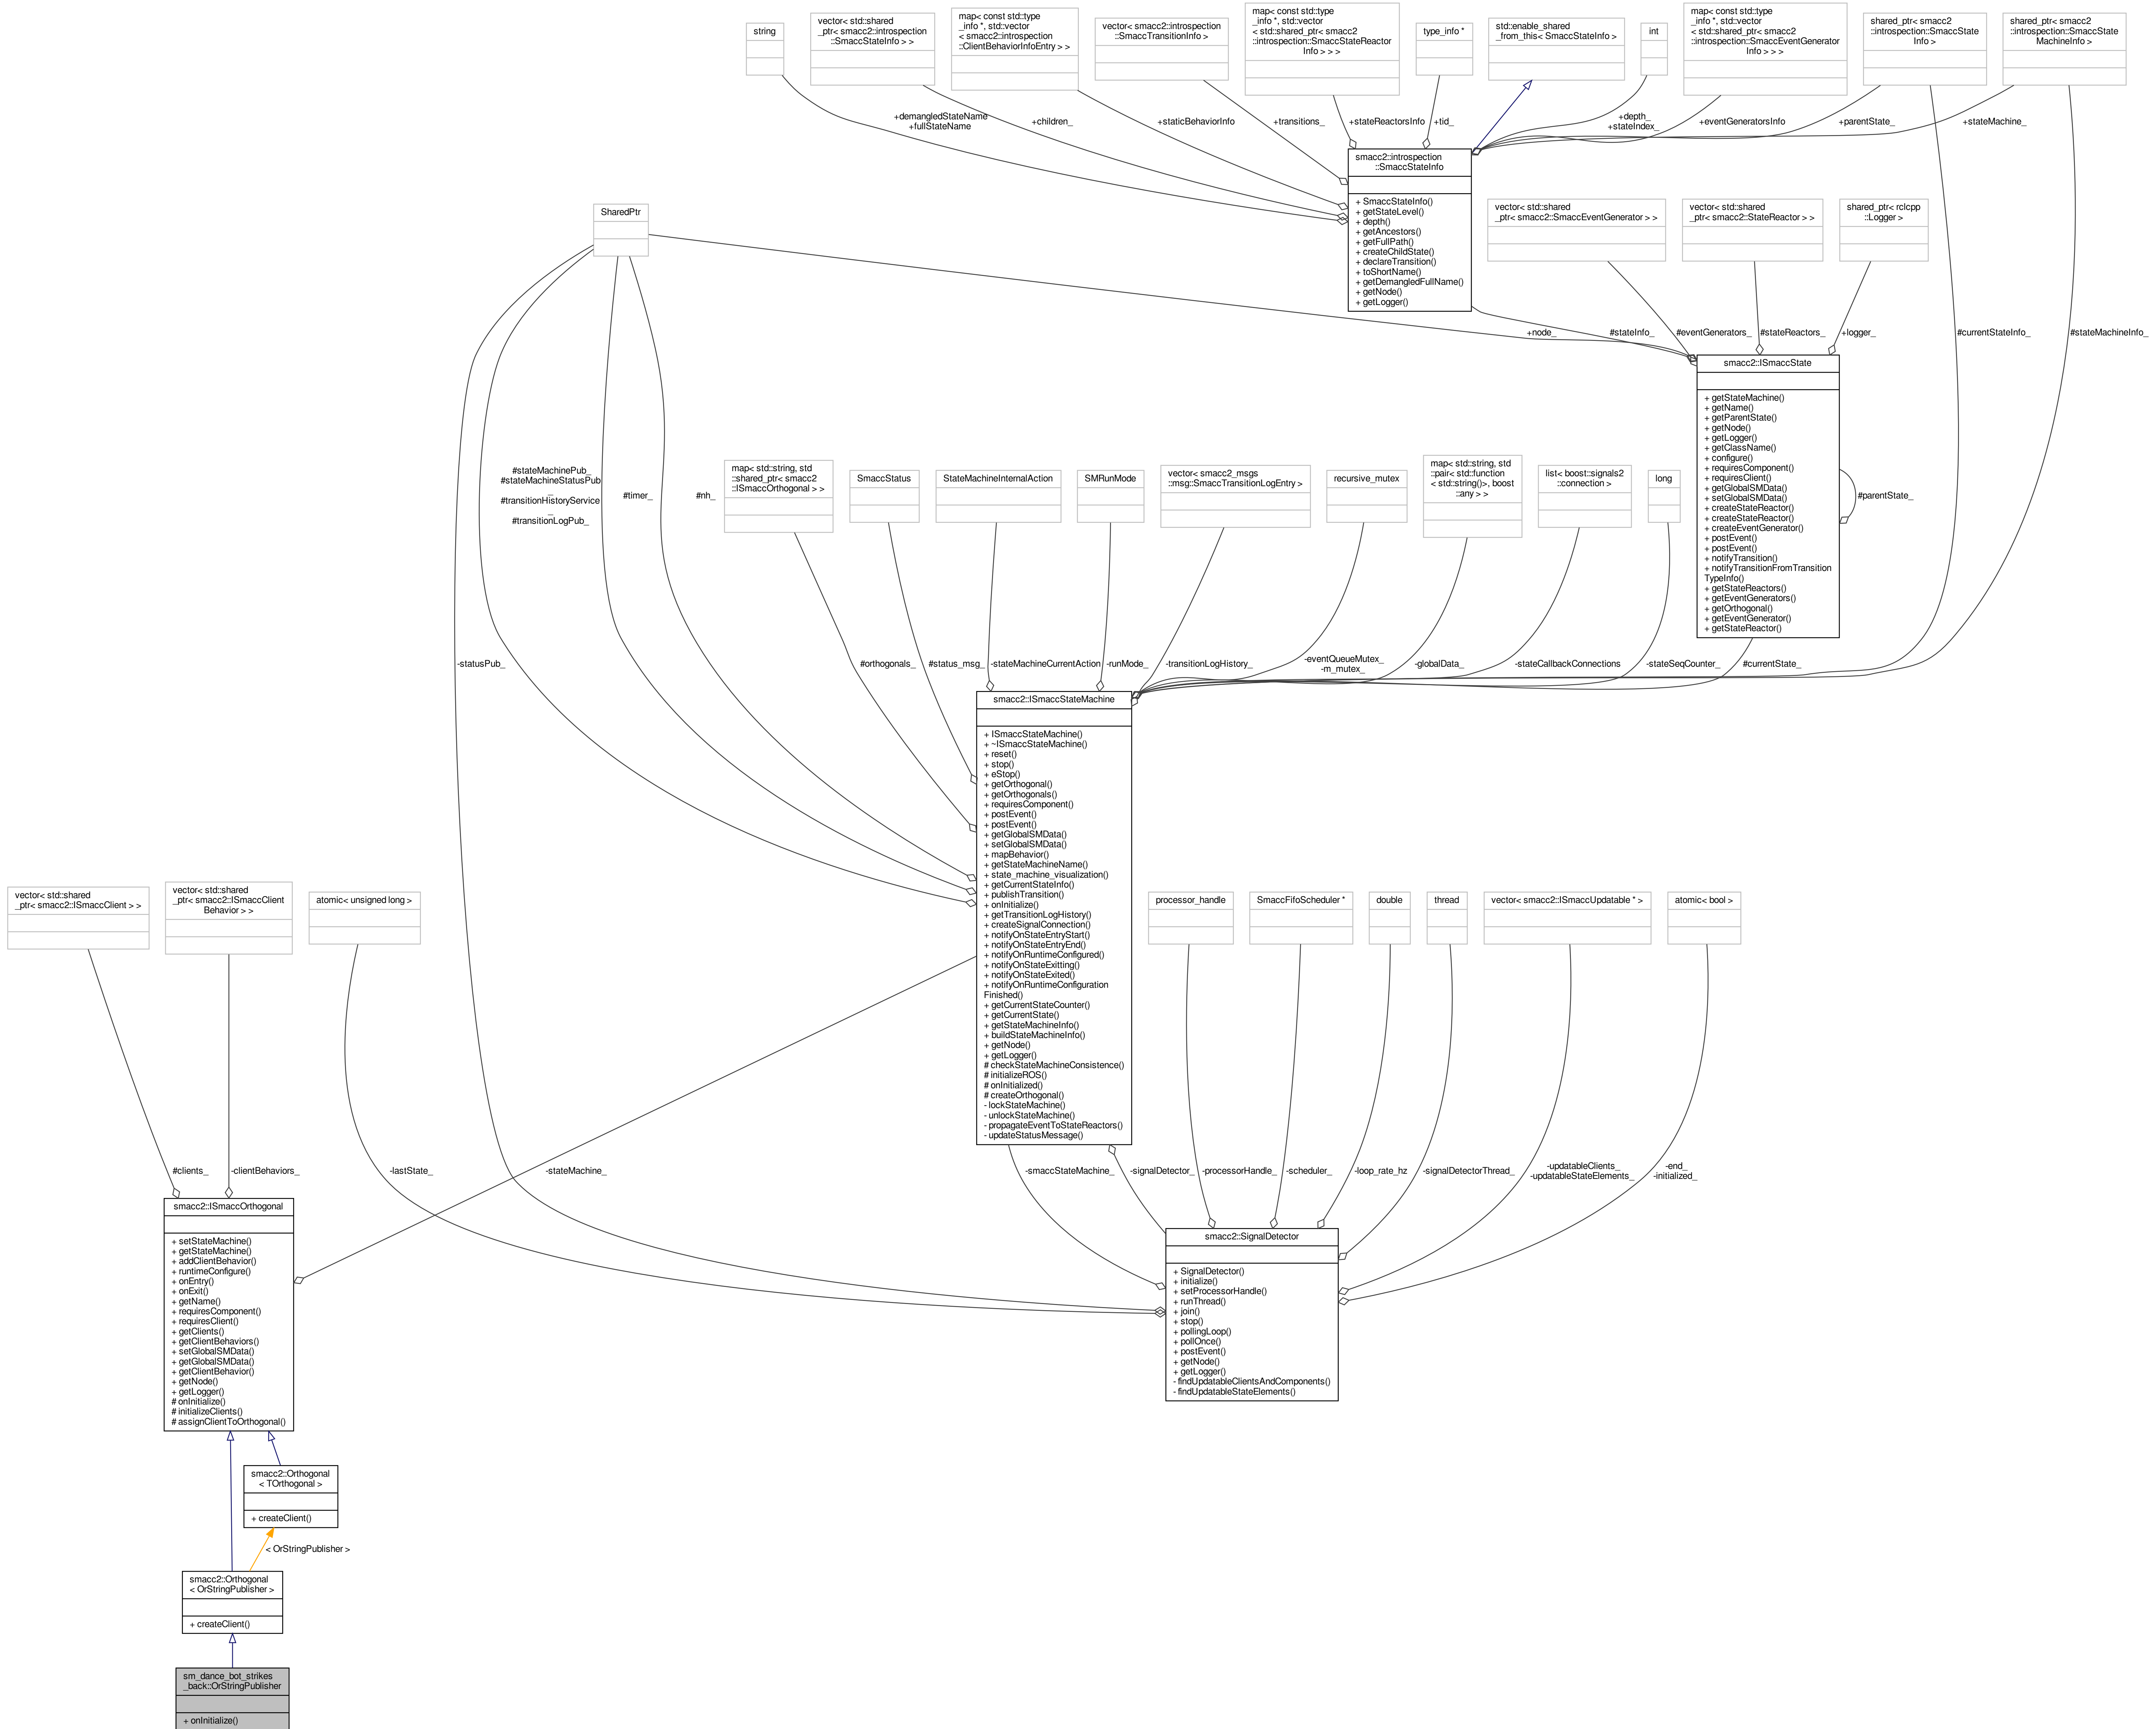 string
vector< std::shared
_ptr< smacc2::introspection
::SmaccStateInfo > >
map< const std::type
_info *, std::vector
< smacc2::introspection
::ClientBehaviorInfoEntry > >
vector< smacc2::introspection
::SmaccTransitionInfo >
map< const std::type
_info *, std::vector
< std::shared_ptr< smacc2
::introspection::SmaccStateReactor
Info > > >
type_info *
std::enable_shared
_from_this< SmaccStateInfo >
int
map< const std::type
_info *, std::vector
< std::shared_ptr< smacc2
::introspection::SmaccEventGenerator
Info > > >
shared_ptr< smacc2
::introspection::SmaccState
Info >
shared_ptr< smacc2
::introspection::SmaccState
MachineInfo >
+demangledStateName
+fullStateName
+children_
+staticBehaviorInfo
+transitions_
+stateReactorsInfo
+tid_
+depth_
+stateIndex_
+eventGeneratorsInfo
+parentState_
+stateMachine_
smacc2::introspection
::SmaccStateInfo
+ SmaccStateInfo()
+ getStateLevel()
+ depth()
+ getAncestors()
+ getFullPath()
+ createChildState()
+ declareTransition()
+ toShortName()
+ getDemangledFullName()
+ getNode()
+ getLogger()
SharedPtr
vector< std::shared
_ptr< smacc2::SmaccEventGenerator > >
vector< std::shared
_ptr< smacc2::StateReactor > >
shared_ptr< rclcpp
::Logger >
+node_
#stateInfo_
#eventGenerators_
#stateReactors_
+logger_
#currentStateInfo_
#stateMachineInfo_
smacc2::ISmaccState
+ getStateMachine()
+ getName()
+ getParentState()
+ getNode()
+ getLogger()
+ getClassName()
+ configure()
+ requiresComponent()
+ requiresClient()
+ getGlobalSMData()
+ setGlobalSMData()
+ createStateReactor()
+ createStateReactor()
+ createEventGenerator()
+ postEvent()
+ postEvent()
+ notifyTransition()
+ notifyTransitionFromTransition
TypeInfo()
+ getStateReactors()
+ getEventGenerators()
+ getOrthogonal()
+ getEventGenerator()
+ getStateReactor()
#parentState_
#stateMachinePub_
#stateMachineStatusPub
_
#transitionHistoryService
_
#transitionLogPub_
#timer_
#nh_
map< std::string, std
::shared_ptr< smacc2
::ISmaccOrthogonal > >
SmaccStatus
StateMachineInternalAction
SMRunMode
vector< smacc2_msgs
::msg::SmaccTransitionLogEntry >
recursive_mutex
map< std::string, std
::pair< std::function
< std::string()>, boost
::any > >
list< boost::signals2
::connection >
long
-statusPub_
#orthogonals_
#status_msg_
-stateMachineCurrentAction
-runMode_
-transitionLogHistory_
-eventQueueMutex_
-m_mutex_
-globalData_
-stateCallbackConnections
-stateSeqCounter_
#currentState_
smacc2::ISmaccStateMachine
+ ISmaccStateMachine()
+ ~ISmaccStateMachine()
+ reset()
+ stop()
+ eStop()
+ getOrthogonal()
+ getOrthogonals()
+ requiresComponent()
+ postEvent()
+ postEvent()
+ getGlobalSMData()
+ setGlobalSMData()
+ mapBehavior()
+ getStateMachineName()
+ state_machine_visualization()
+ getCurrentStateInfo()
+ publishTransition()
+ onInitialize()
+ getTransitionLogHistory()
+ createSignalConnection()
+ notifyOnStateEntryStart()
+ notifyOnStateEntryEnd()
+ notifyOnRuntimeConfigured()
+ notifyOnStateExitting()
+ notifyOnStateExited()
+ notifyOnRuntimeConfiguration
Finished()
+ getCurrentStateCounter()
+ getCurrentState()
+ getStateMachineInfo()
+ buildStateMachineInfo()
+ getNode()
+ getLogger()
# checkStateMachineConsistence()
# initializeROS()
# onInitialized()
# createOrthogonal()
- lockStateMachine()
- unlockStateMachine()
- propagateEventToStateReactors()
- updateStatusMessage()
vector< std::shared
_ptr< smacc2::ISmaccClient > >
vector< std::shared
_ptr< smacc2::ISmaccClient
Behavior > >
atomic< unsigned long >
processor_handle
SmaccFifoScheduler *
double
thread
vector< smacc2::ISmaccUpdatable * >
atomic< bool >
#clients_
-clientBehaviors_
-lastState_
-stateMachine_
-smaccStateMachine_
-signalDetector_
-processorHandle_
-scheduler_
-loop_rate_hz
-signalDetectorThread_
-updatableClients_
-updatableStateElements_
-end_
-initialized_
smacc2::ISmaccOrthogonal
+ setStateMachine()
+ getStateMachine()
+ addClientBehavior()
+ runtimeConfigure()
+ onEntry()
+ onExit()
+ getName()
+ requiresComponent()
+ requiresClient()
+ getClients()
+ getClientBehaviors()
+ setGlobalSMData()
+ getGlobalSMData()
+ getClientBehavior()
+ getNode()
+ getLogger()
# onInitialize()
# initializeClients()
# assignClientToOrthogonal()
smacc2::SignalDetector
+ SignalDetector()
+ initialize()
+ setProcessorHandle()
+ runThread()
+ join()
+ stop()
+ pollingLoop()
+ pollOnce()
+ postEvent()
+ getNode()
+ getLogger()
- findUpdatableClientsAndComponents()
- findUpdatableStateElements()
smacc2::Orthogonal
< TOrthogonal >
+ createClient()
< OrStringPublisher >
smacc2::Orthogonal
< OrStringPublisher >
+ createClient()
sm_dance_bot_strikes
_back::OrStringPublisher
+ onInitialize()